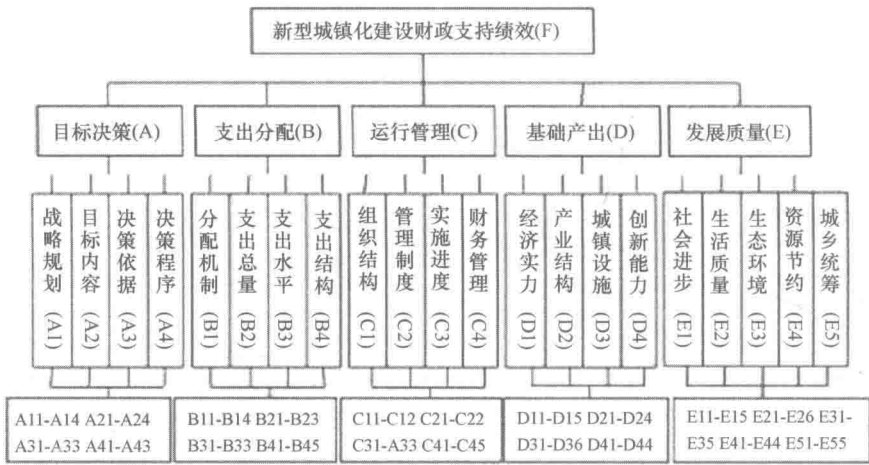 新型城镇化建设财政支持绩效(F)
目标决策(A)
支出分配(B)
运行管理(C)
基础产出(D)
发展质量(E)
战略规划(A1)
目标内容(A2)
决策依据(A3)
决策程序(A4)
分配机制(B1)
支出总量(B2)
支出水平(B3)
支出结构(B4)
组织结构(C1)
管理制度(C2)
实施进度(C3)
财务管理(C4)
经济实力(D1)
产业结构(D2)
城镇设施(D3)
创新能力(D4)
社会进步(E1)
生活质量(E2)
生态环境(E3)
资源节约(E4)
城乡统筹(E5)
A11-A14 A21-A24
A31-A33 A41-A43
B11-B14 B21-B23
B31-B33 B41-B45
C11-C12 C21-C22
C31-A33 C41-C45
D11-D15 D21-D24
D31-D36 D41-D44
E11-E15 E21-E26 E31-
E35 E41-E44 E51-E55